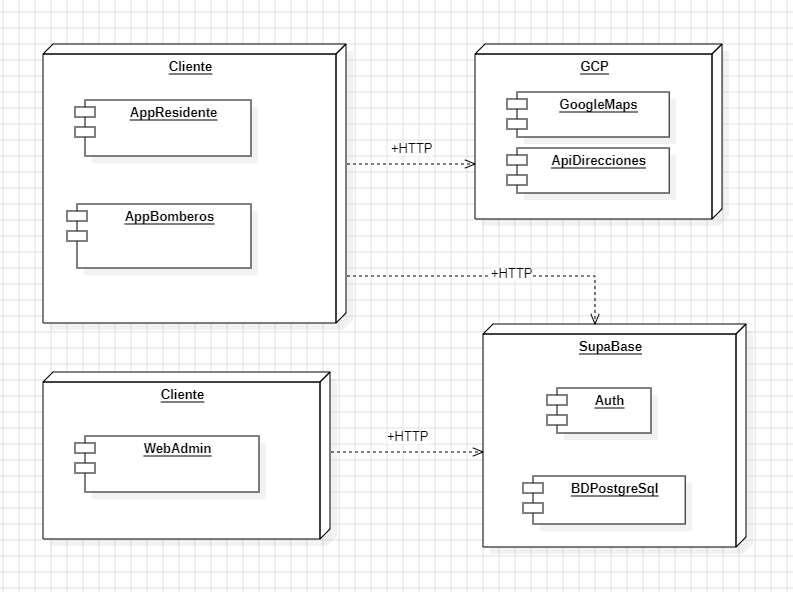 Cliente
AppResidente
AppBomberos
+HTTP
GCP
GoogleMaps
ApiDirecciones
+HTTP
SupaBase
Auth
BDPostgreSql
Cliente
WebAdmin
+HTTP